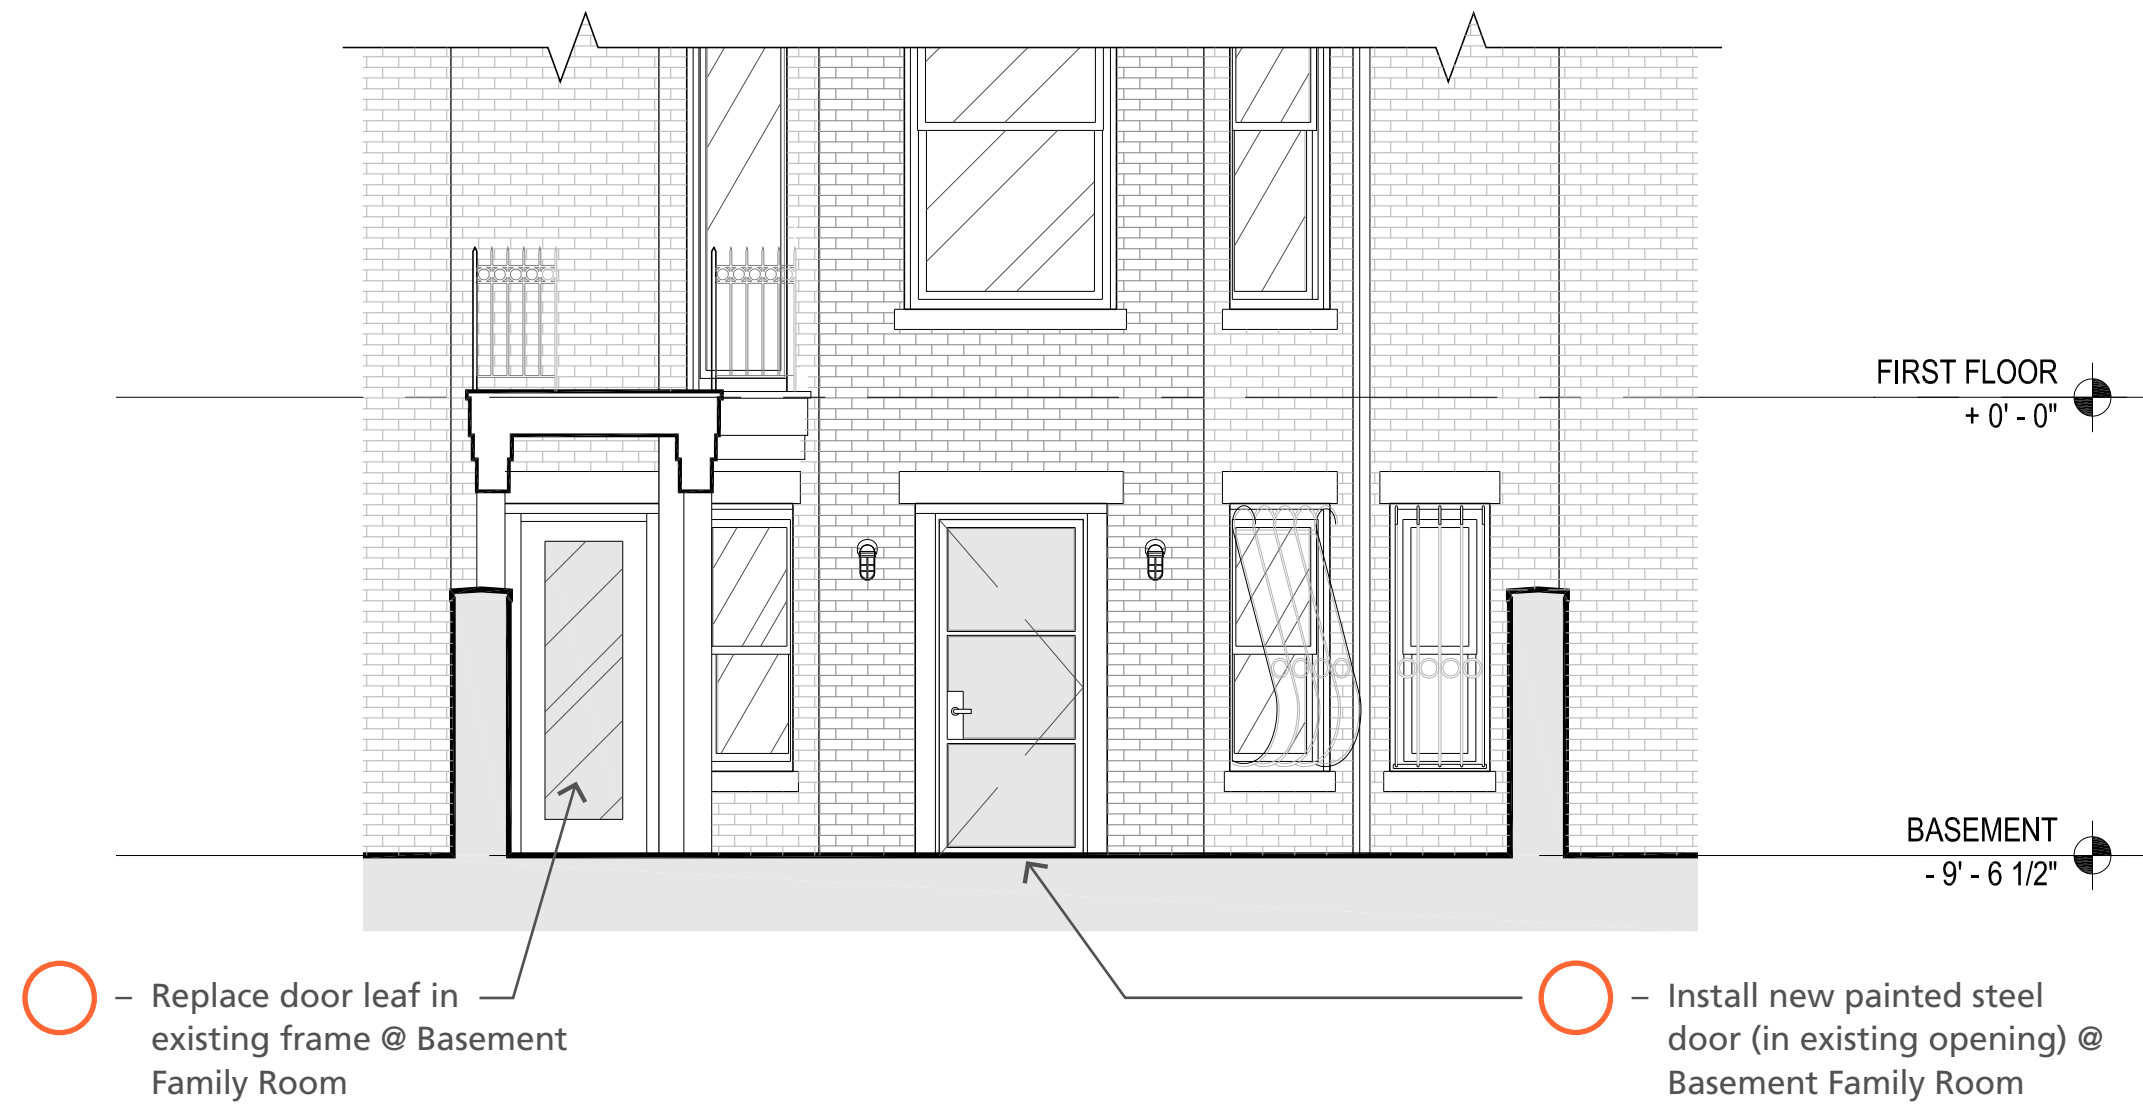 FIRST FLOOR
+ 0' - 0"
BASEMENT
- 9' - 6 1/2"
– Replace door leaf in
existing frame @ Basement
Family Room
– Install new painted steel
door (in existing opening) @
Basement Family Room